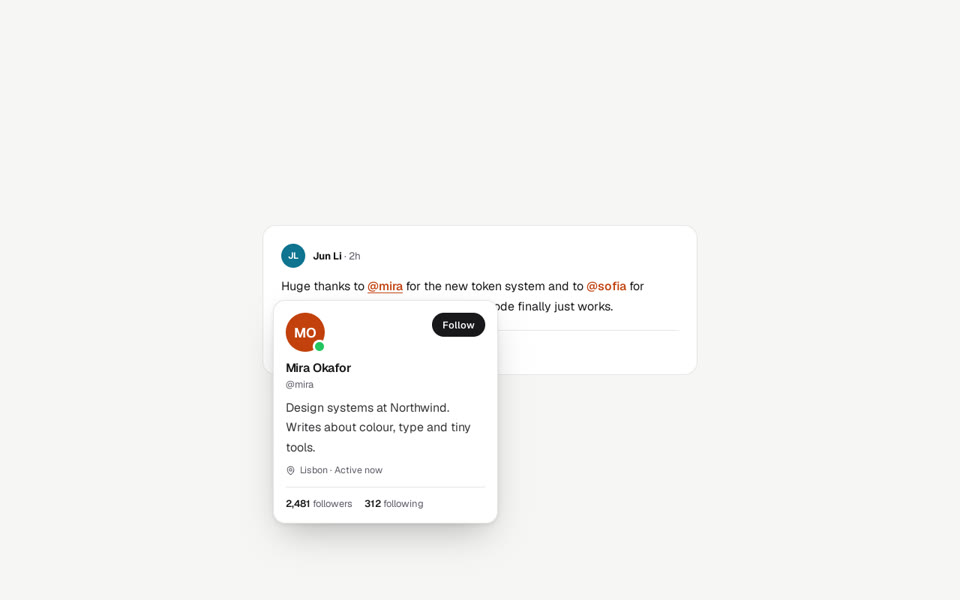 JL
Jun Li · 2h
Huge thanks to @mira for the new token system and to @sofia for
ode finally just works.
MO
Follow
Mira Okafor
@mira
Design systems at Northwind.
Writes about colour, type and tiny
tools.
Lisbon · Active now
2,481 followers 312 following